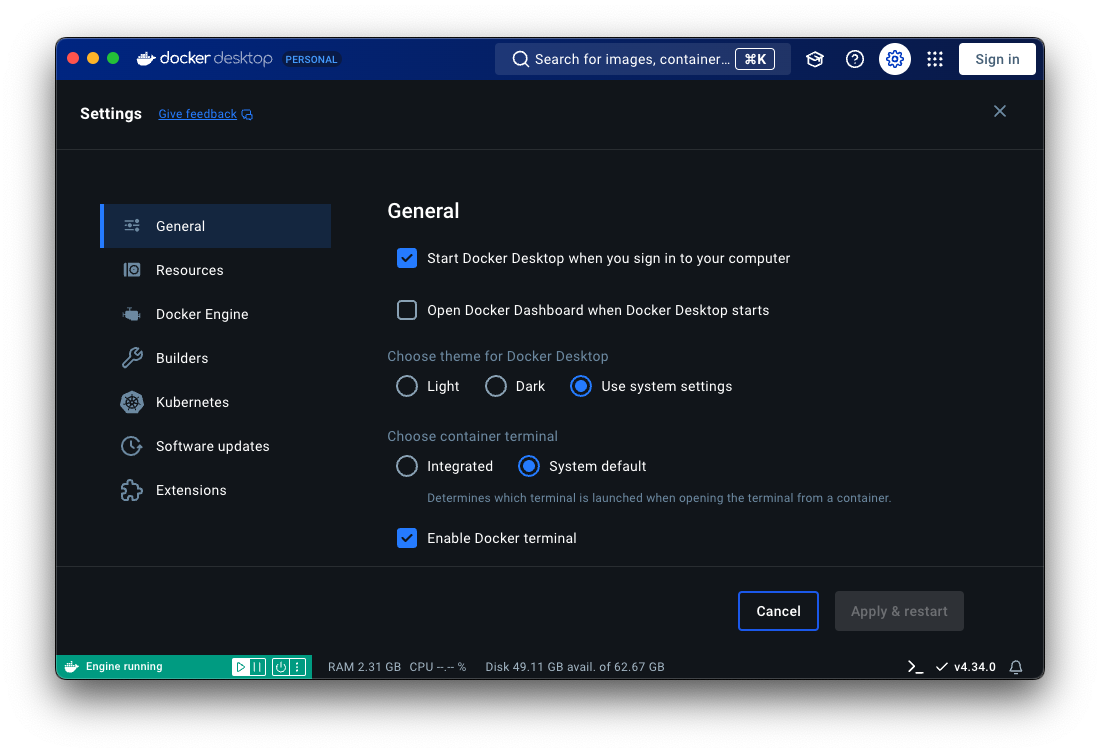 docker desktop PERSONAL Search for images, container... ⌘K Sign in
Settings Give feedback
General
Resources
Docker Engine
Builders
Kubernetes
Software updates
Extensions
General
Start Docker Desktop when you sign in to your computer
Open Docker Dashboard when Docker Desktop starts
Choose theme for Docker Desktop
Light Dark Use system settings
Choose container terminal
Integrated System default
Determines which terminal is launched when opening the terminal from a container.
Enable Docker terminal
Cancel Apply & restart
Engine running RAM 2.31 GB CPU --.-- % Disk 49.11 GB avail. of 62.67 GB v4.34.0